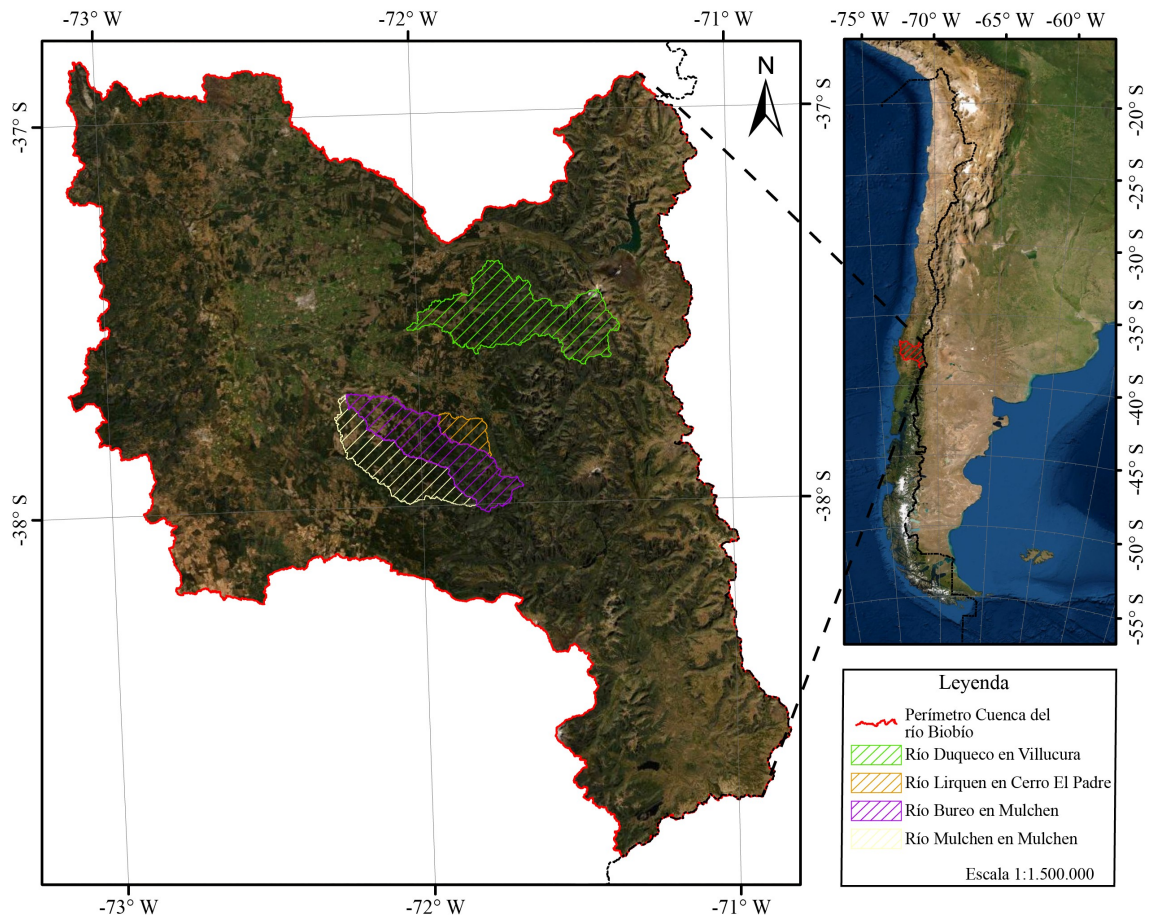 -73° W
-72° W
-71° W
-75° W
-70° W
-65° W
-60° W
N
-37° S
-37° S
-38° S
-38° S
-20° S
-25° S
-30° S
-35° S
-40° S
-45° S
-50° S
-55° S
-73° W
-72° W
-71° W
Leyenda
Perímetro Cuenca del
río Biobío
Río Duqueco en Villucura
Río Lirquen en Cerro El Padre
Río Bureo en Mulchen
Río Mulchen en Mulchen
Escala 1:1.500.000